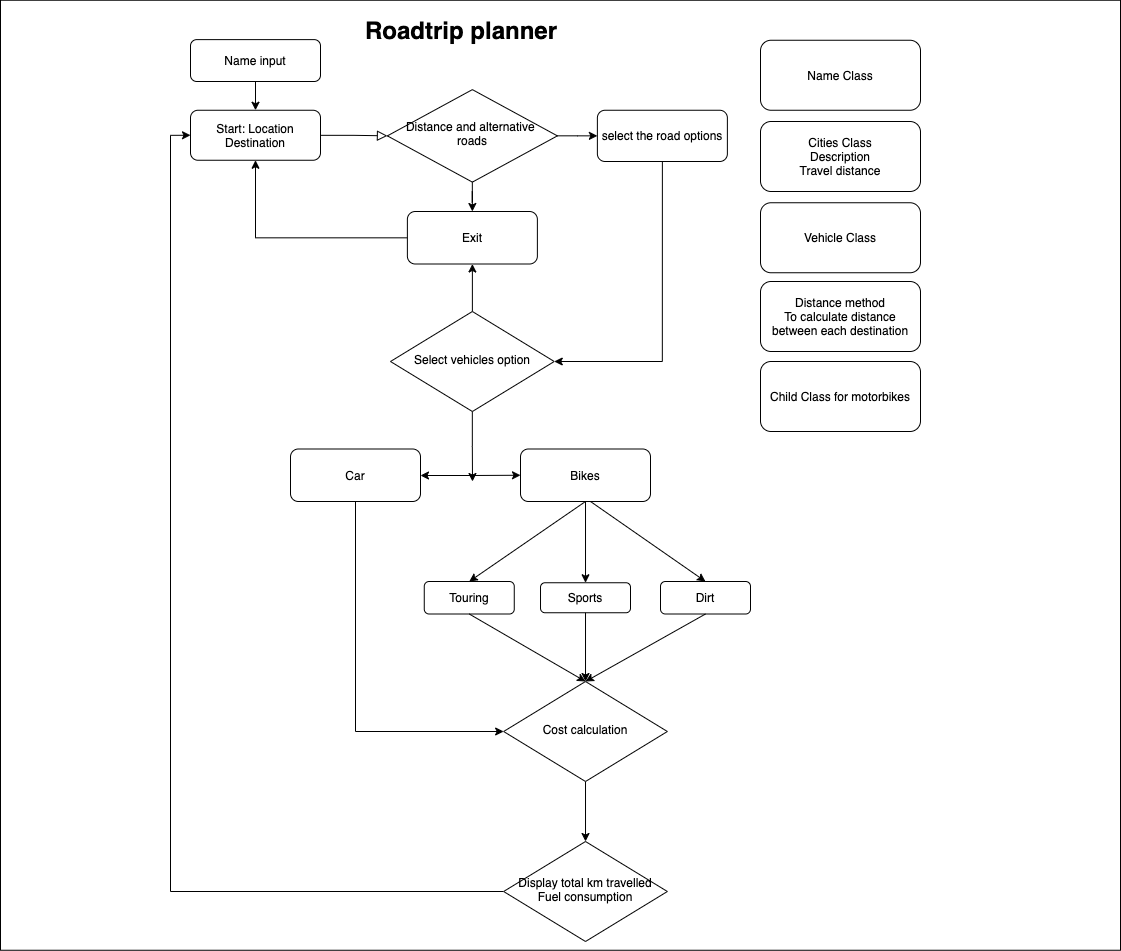 Roadtrip planner
Name input
Start: Location
Destination
Distance and alternative
roads
select the road options
Exit
Select vehicles option
Car
Bikes
Touring
Sports
Dirt
Cost calculation
Display total km travelled
Fuel consumption
Name Class
Cities Class
Description
Travel distance
Vehicle Class
Distance method
To calculate distance
between each destination
Child Class for motorbikes